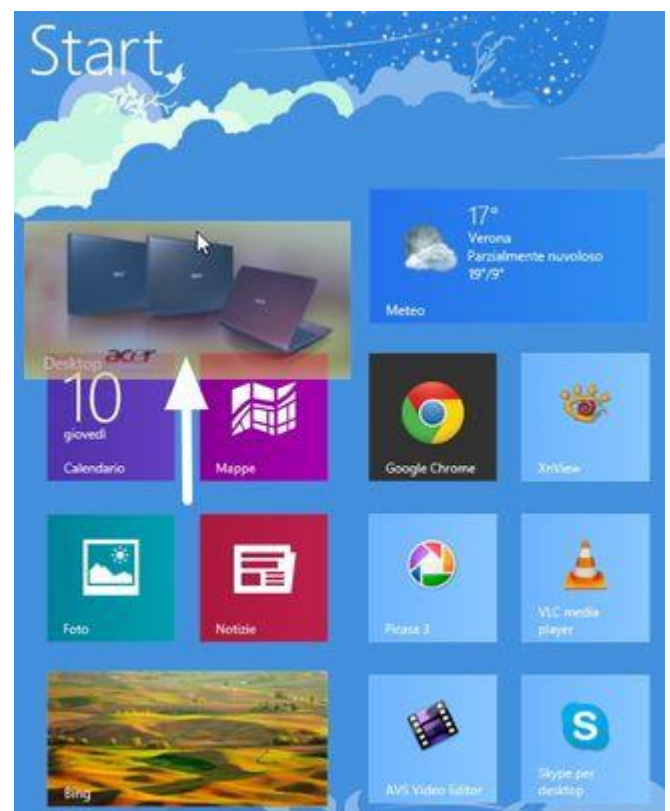 Start
17°
Verona
Parzialmente nuvoloso
19°/9°
Meteo
acer
Desktop
10
giovedì
Calendario
Mappe
Google Chrome
XnView
Foto
Notizie
Picasa 3
VLC media
player
Bing
AVS Video Editor
Skype per
desktop